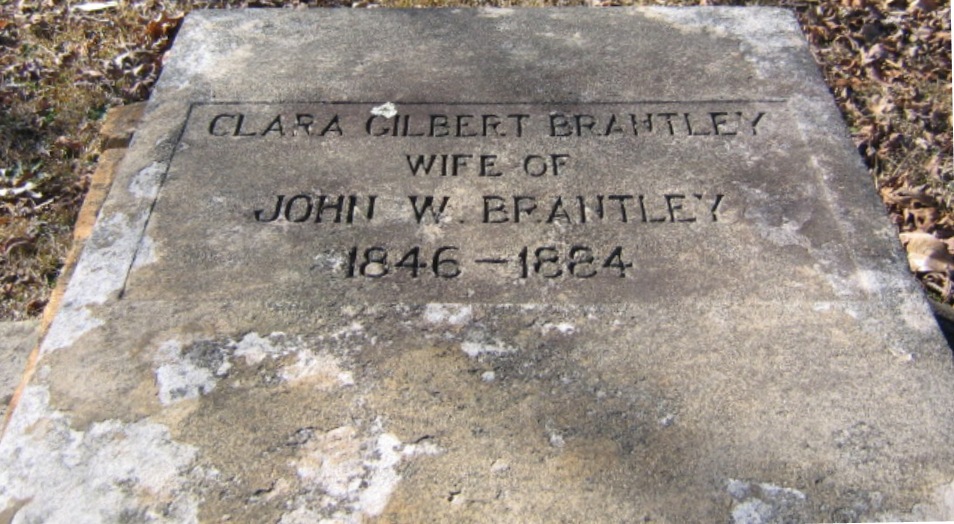 CLARA GILBERT BRANTLEY
WIFE OF
JOHN W. BRANTLEY
1846 - 1884